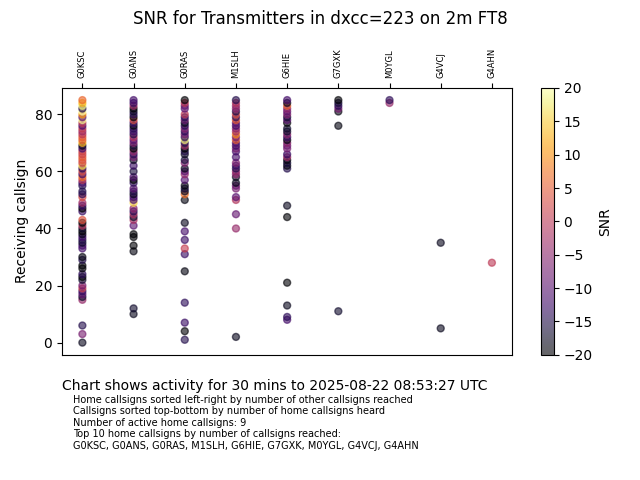 SNR for Transmitters in dxcc=223 on 2m FT8
G0KSC G0ANS G0RAS M1SLH G6HIE G7GXK M0YGL G4VCJ G4AHN
Receiving callsign
80
60
40
20
0
20
15
10
5
0
−5
−10
−15
−20
SNR
Chart shows activity for 30 mins to 2025-08-22 08:53:27 UTC
Home callsigns sorted left-right by number of other callsigns reached
Callsigns sorted top-bottom by number of home callsigns heard
Number of active home callsigns: 9
Top 10 home callsigns by number of callsigns reached:
G0KSC, G0ANS, G0RAS, M1SLH, G6HIE, G7GXK, M0YGL, G4VCJ, G4AHN